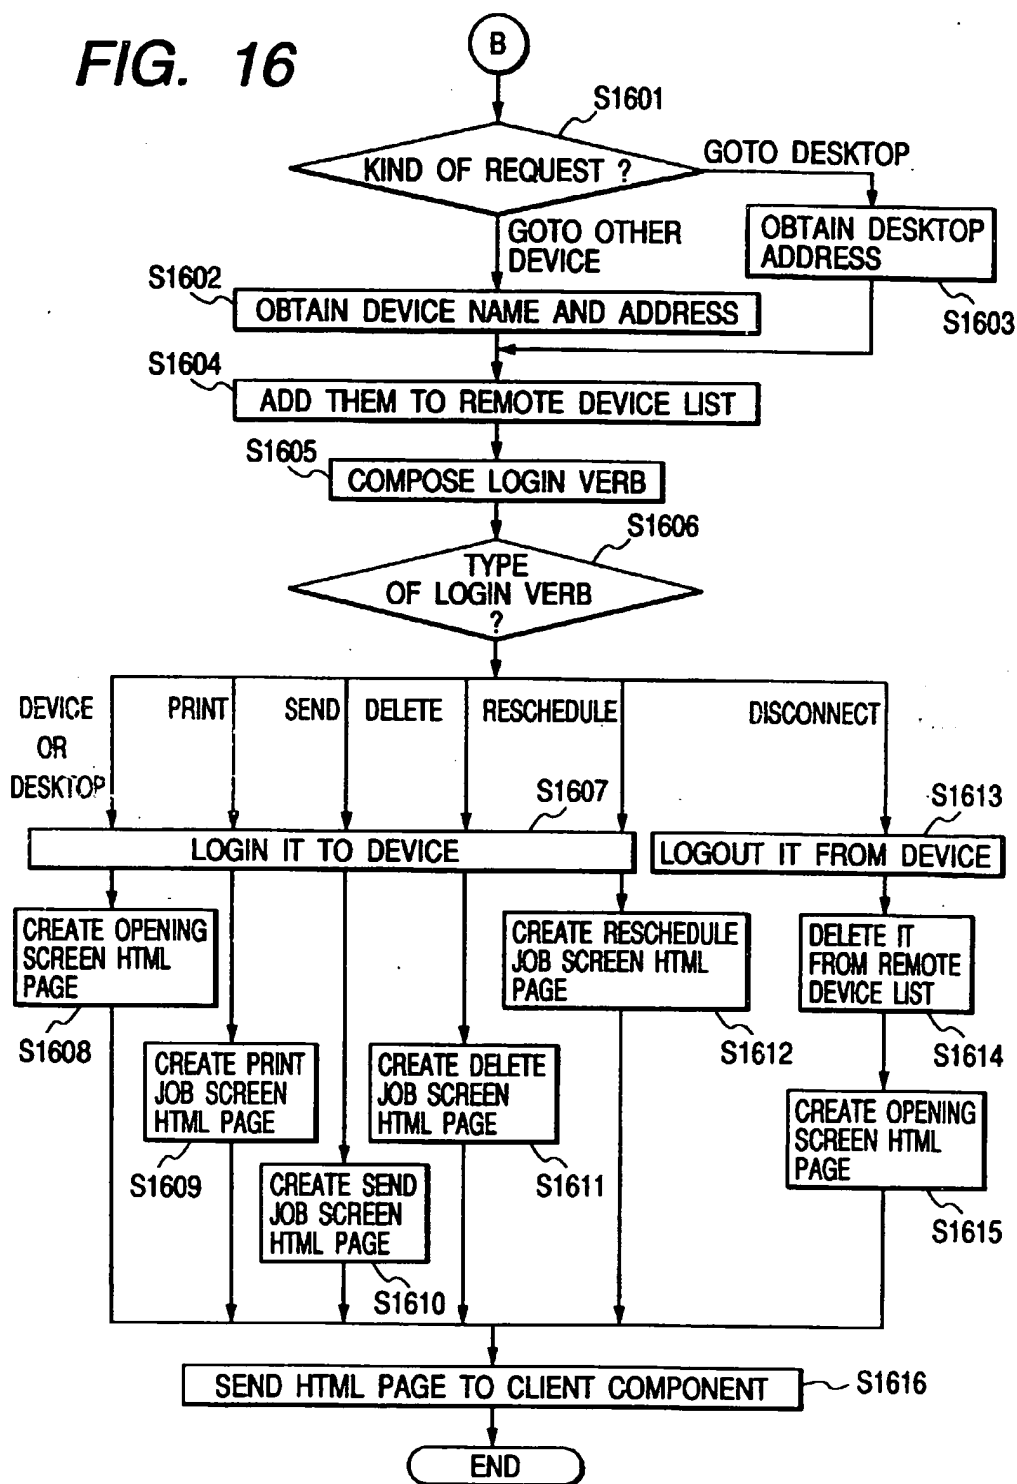 FIG. 16
B
S1601
KIND OF REQUEST ?
GOTO DESKTOP
GOTO OTHER
DEVICE
OBTAIN DESKTOP
ADDRESS
S1603
S1602
OBTAIN DEVICE NAME AND ADDRESS
S1604
ADD THEM TO REMOTE DEVICE LIST
S1605
COMPOSE LOGIN VERB
S1606
TYPE
OF LOGIN VERB
?
DEVICE
OR
DESKTOP
PRINT
SEND
DELETE
RESCHEDULE
DISCONNECT
S1607
LOGIN IT TO DEVICE
S1613
LOGOUT IT FROM DEVICE
CREATE OPENING
SCREEN HTML
PAGE
S1608
CREATE PRINT
JOB SCREEN
HTML PAGE
S1609
CREATE SEND
JOB SCREEN
HTML PAGE
S1610
CREATE DELETE
JOB SCREEN
HTML PAGE
S1611
CREATE RESCHEDULE
JOB SCREEN HTML
PAGE
S1612
DELETE IT
FROM REMOTE
DEVICE LIST
S1614
CREATE OPENING
SCREEN HTML
PAGE
S1615
SEND HTML PAGE TO CLIENT COMPONENT
S1616
END